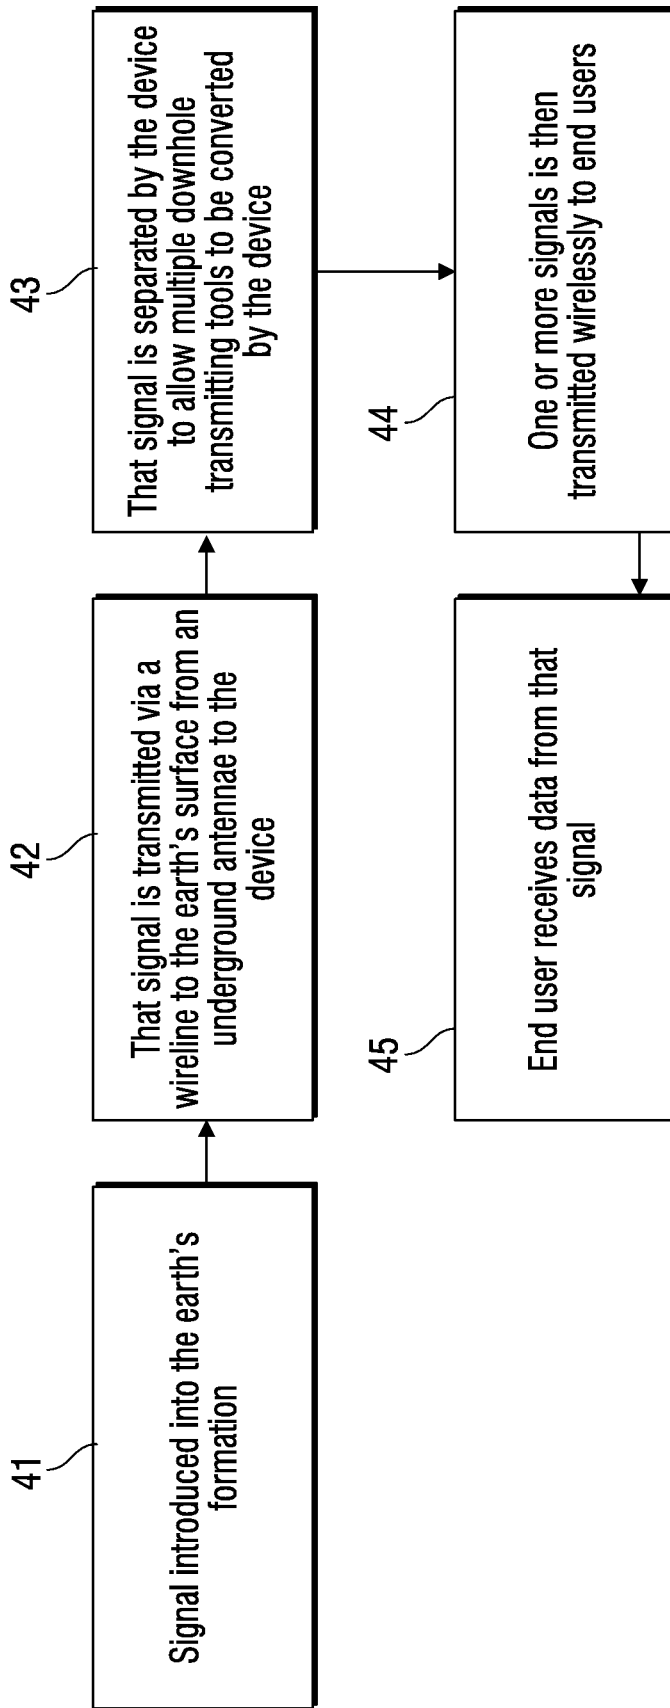 41
Signal introduced into the earth's
formation
42
That signal is transmitted via a
wireline to the earth's surface from an
underground antennae to the
device
43
That signal is separated by the device
to allow multiple downhole
transmitting tools to be converted
by the device
44
One or more signals is then
transmitted wirelessly to end users
45
End user receives data from that
signal